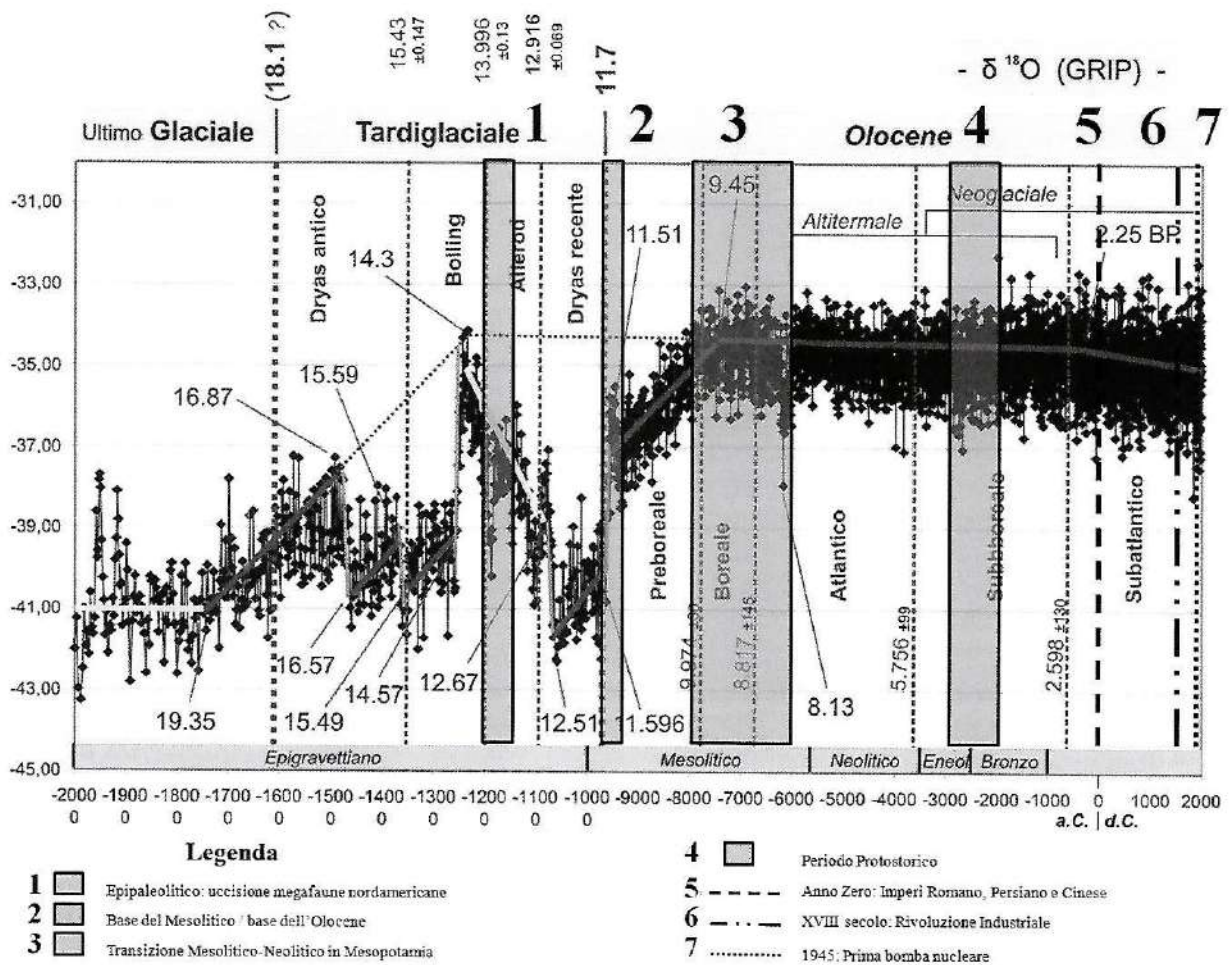 (18.1 ?)
15.43
±0.147
13.996
±0.13
12.916
±0.069
11.7
- δ 18O (GRIP) -
Ultimo Glaciale
Tardiglaciale 1
2
3
Olocene 4
5
6
7
-31,00
-33,00
-35,00
-37,00
-39,00
-41,00
-43,00
-45,00
Dryas antico
Bolling
Allerod
Dryas recente
Preboreale
Boreale
Atlantico
Subboreale
Subatlantico
9.45
Neoglaciale
Altitermale
2.25 BP
11.51
14.3
15.59
16.87
16.57
15.49
14.57
12.67
19.35
12.51
11.596
9.974
8.817 ±145
8.13
5.756 ±99
2.598 ±130
Epigravettiano
Mesolitico
Neolitico
Eneol
Bronzo
-2000 -1900 -1800 -1700 -1600 -1500 -1400 -1300 -1200 -1100 -1000 -9000 -8000 -7000 -6000 -5000 -4000 -3000 -2000 -1000 0 1000 2000
0 0 0 0 0 0 0 0 0 0 0
a.C. | d.C.
Legenda
1 Epipaleolitico: uccisione megafaune nordamericane
2 Base del Mesolitico / base dell'Olocene
3 Transizione Mesolitico-Neolitico in Mesopotamia
4 Periodo Protostorico
5 Anno Zero: Imperi Romano, Persiano e Cinese
6 XVIII secolo: Rivoluzione Industriale
7 1945: Prima bomba nucleare